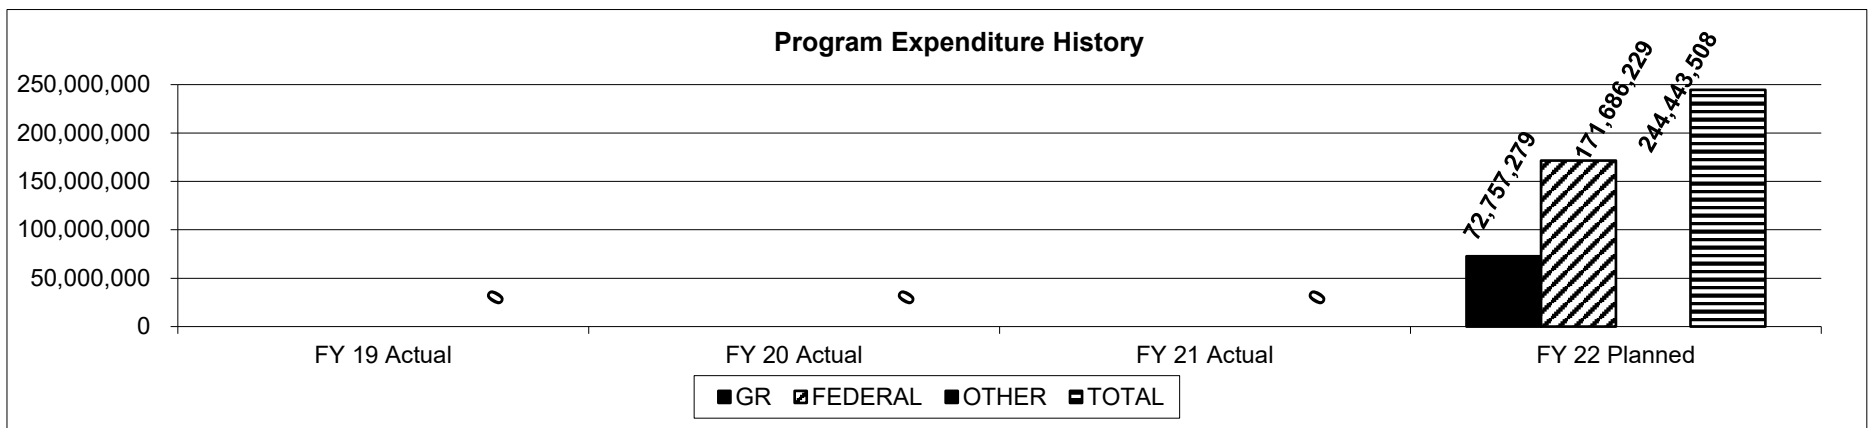 Program Expenditure History
250,000,000
200,000,000
150,000,000
100,000,000
50,000,000
0
0
0
0
72,757,279
171,686,229
244,443,508
FY 19 Actual
FY 20 Actual
FY 21 Actual
FY 22 Planned
GR FEDERAL OTHER TOTAL